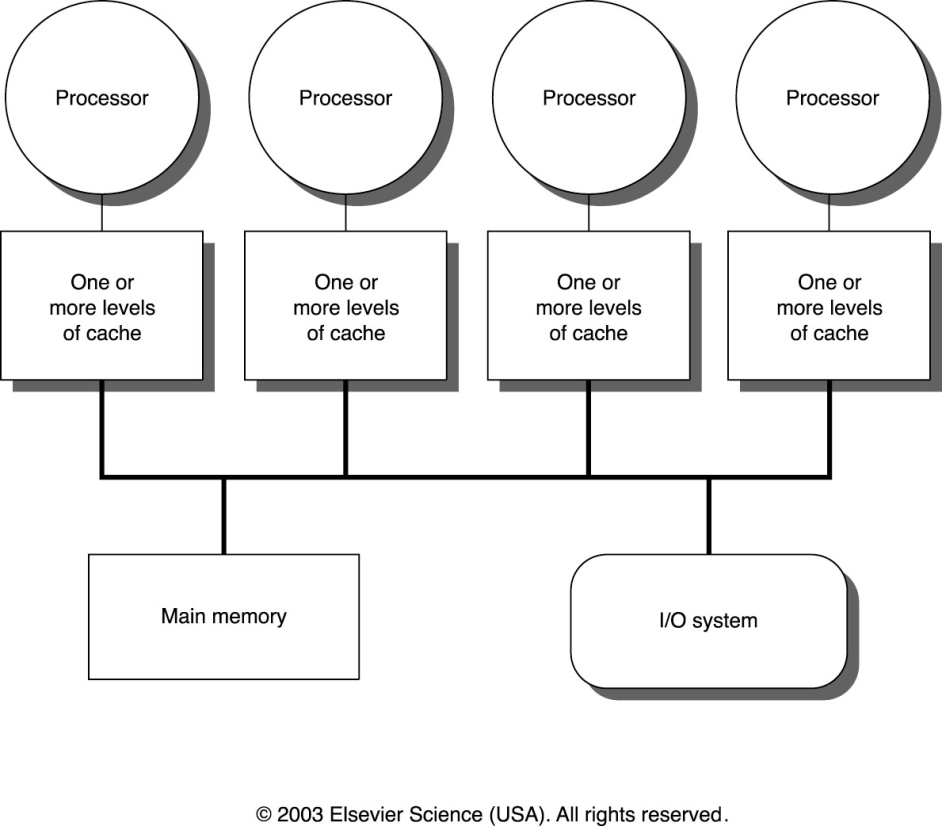 Processor
Processor
Processor
Processor
One or
more levels
of cache
One or
more levels
of cache
One or
more levels
of cache
One or
more levels
of cache
Main memory
I/O system
© 2003 Elsevier Science (USA). All rights reserved.